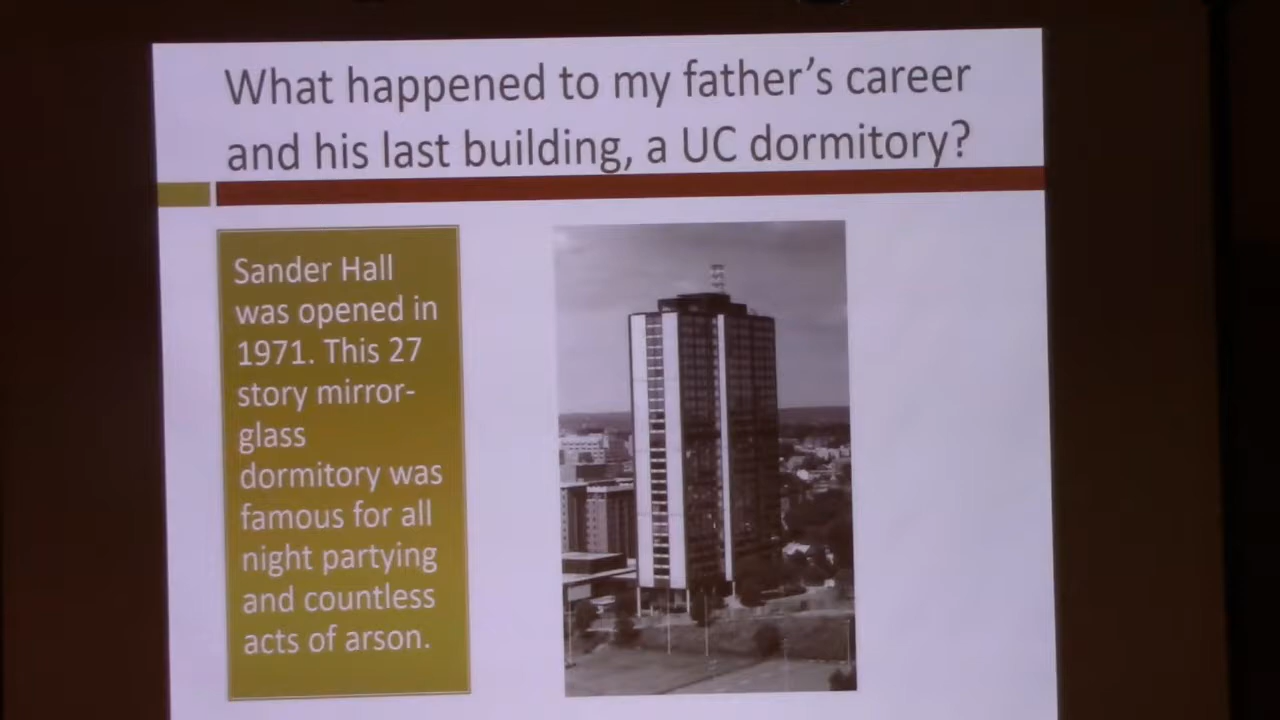 What happened to my father's career
and his last building, a UC dormitory?
Sander Hall
was opened in
1971. This 27
story mirror-
glass
dormitory was
famous for all
night partying
and countless
acts of arson.